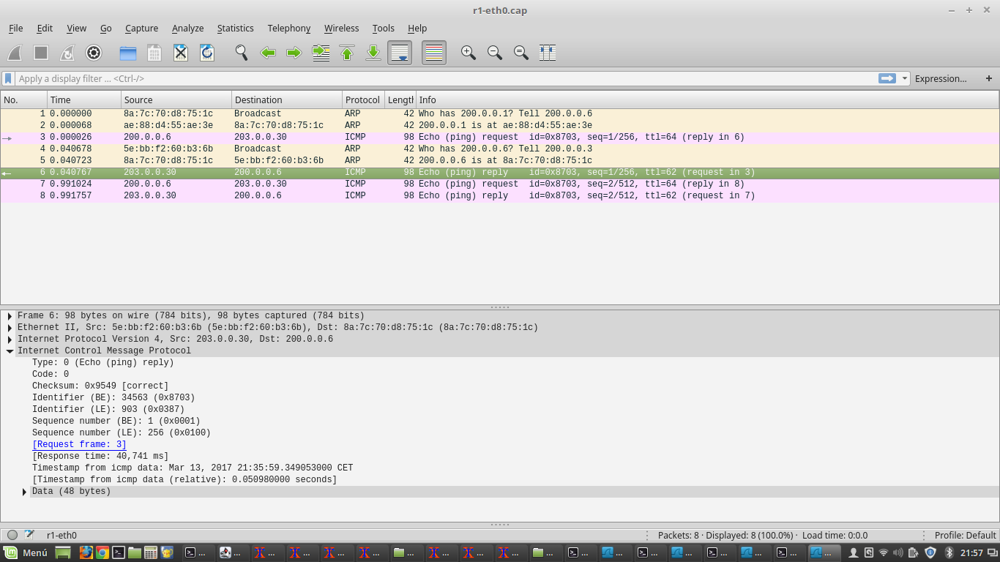 r1-eth0.cap
File Edit View Go Capture Analyze Statistics Telephony Wireless Tools Help
Apply a display filter ... <Ctrl-/> Expression... +
No. Time Source Destination Protocol Length Info
1 0.000000 8a:7c:70:d8:75:1c Broadcast ARP 42 Who has 200.0.0.1? Tell 200.0.0.6
2 0.000068 ae:88:d4:55:ae:3e 8a:7c:70:d8:75:1c ARP 42 200.0.0.1 is at ae:88:d4:55:ae:3e
3 0.000026 200.0.0.6 203.0.0.30 ICMP 98 Echo (ping) request id=0x8703, seq=1/256, ttl=64 (reply in 6)
4 0.040678 5e:bb:f2:60:b3:6b Broadcast ARP 42 Who has 200.0.0.6? Tell 200.0.0.3
5 0.040723 8a:7c:70:d8:75:1c 5e:bb:f2:60:b3:6b ARP 42 200.0.0.6 is at 8a:7c:70:d8:75:1c
6 0.040767 203.0.0.30 200.0.0.6 ICMP 98 Echo (ping) reply id=0x8703, seq=1/256, ttl=62 (request in 3)
7 0.991024 200.0.0.6 203.0.0.30 ICMP 98 Echo (ping) request id=0x8703, seq=2/512, ttl=64 (reply in 8)
8 0.991757 203.0.0.30 200.0.0.6 ICMP 98 Echo (ping) reply id=0x8703, seq=2/512, ttl=62 (request in 7)
Frame 6: 98 bytes on wire (784 bits), 98 bytes captured (784 bits)
Ethernet II, Src: 5e:bb:f2:60:b3:6b (5e:bb:f2:60:b3:6b), Dst: 8a:7c:70:d8:75:1c (8a:7c:70:d8:75:1c)
Internet Protocol Version 4, Src: 203.0.0.30, Dst: 200.0.0.6
Internet Control Message Protocol
Type: 0 (Echo (ping) reply)
Code: 0
Checksum: 0x9549 [correct]
Identifier (BE): 34563 (0x8703)
Identifier (LE): 903 (0x0387)
Sequence number (BE): 1 (0x0001)
Sequence number (LE): 256 (0x0100)
[Request frame: 3]
[Response time: 40,741 ms]
Timestamp from icmp data: Mar 13, 2017 21:35:59.349053000 CET
[Timestamp from icmp data (relative): 0.050980000 seconds]
Data (48 bytes)
r1-eth0 Packets: 8 · Displayed: 8 (100.0%) · Load time: 0:0.0 Profile: Default
Menú ... ... ... ... ... ... ... ... ... ... ... ... ... ... ... ... ... ... ... 21:57